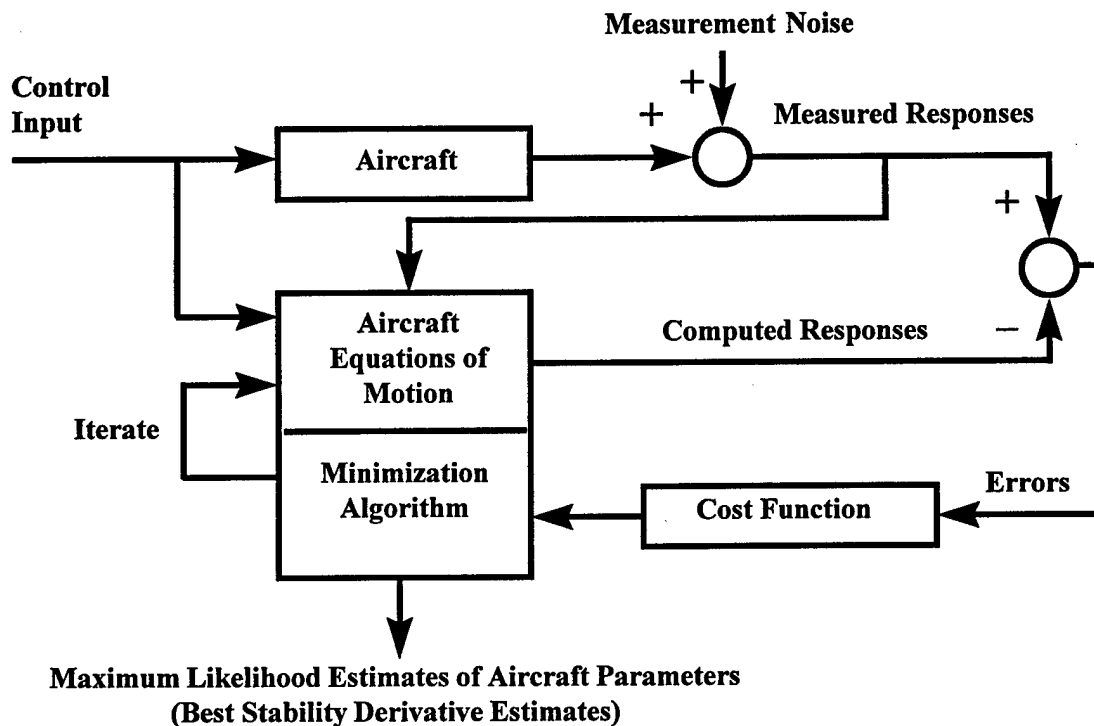 Measurement Noise
Control
Input
+
+
Measured Responses
Aircraft
+
Aircraft
Equations of
Motion
Computed Responses
−
Iterate
Minimization
Algorithm
Cost Function
Errors
Maximum Likelihood Estimates of Aircraft Parameters
(Best Stability Derivative Estimates)